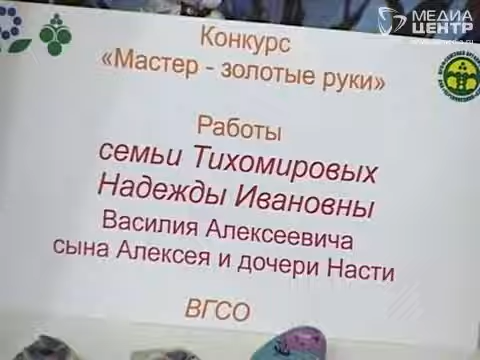 МЕДИА
ЦЕНТР
Конкурс
«Мастер - золотые руки»
Работы
семьи Тихомировых
Надежды Ивановны
Василия Алексеевича
сына Алексея и дочери Насти
ВГСО